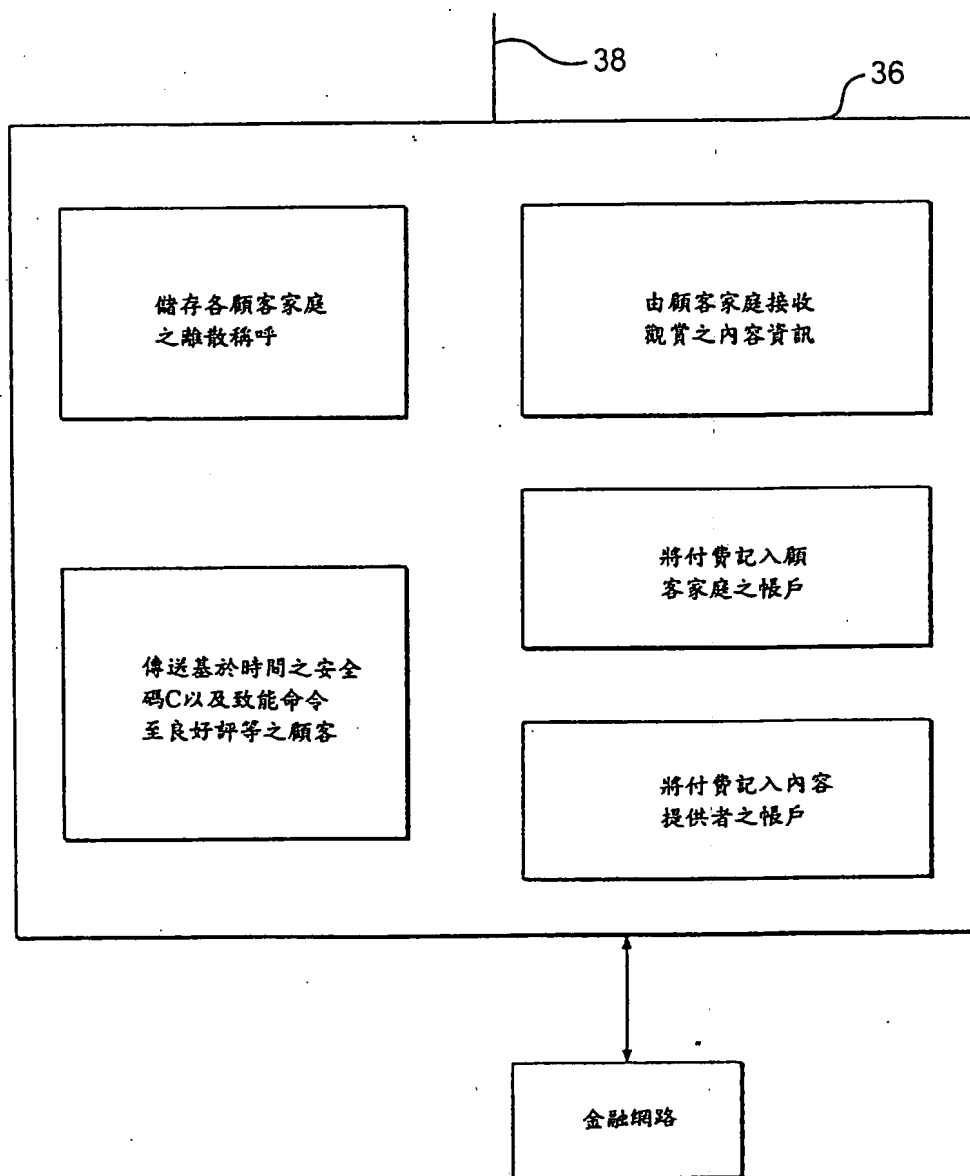 38
36
儲存各顧客家庭
之離散稱呼
由顧客家庭接收
觀賞之內容資訊
將付費記入顧
客家庭之帳戶
傳送基於時間之安全
碼C以及致能命令
至良好評等之顧客
將付費記入內容
提供者之帳戶
金融網路